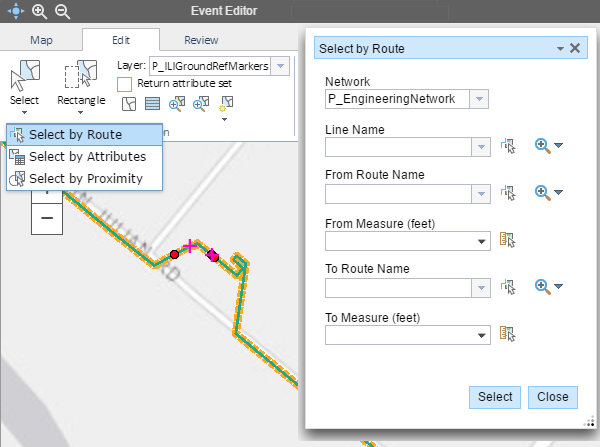 Event Editor
Map
Edit
Review
Select
Rectangle
Layer:
P_ILIGroundRefMarkers
Return attribute set
Select by Route
Select by Attributes
Select by Proximity
JULIAN RD
Select by Route
Network
P_EngineeringNetwork
Line Name
From Route Name
From Measure (feet)
To Route Name
To Measure (feet)
Select
Close